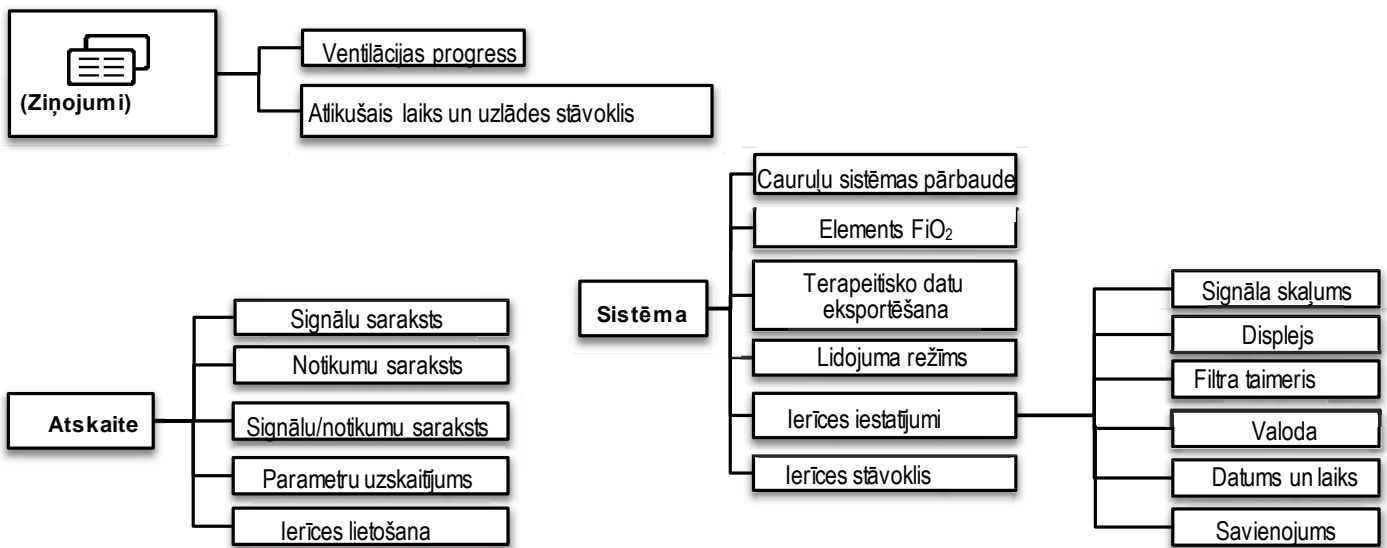 (Ziņojumi)
Ventilācijas progress
Atlikušais laiks un uzlādes stāvoklis
Atskaite
Signālu saraksts
Notikumu saraksts
Signālu/notikumu saraksts
Parametru uzskaitījums
Ierīces lietošana
Sistēma
Cauruļu sistēmas pārbaude
Elements FiO₂
Terapeitisko datu
eksportēšana
Lidojuma režīms
Ierīces iestatījumi
Ierīces stāvoklis
Signāla skaļums
Displejs
Filtra taimeris
Valoda
Datums un laiks
Savienojums